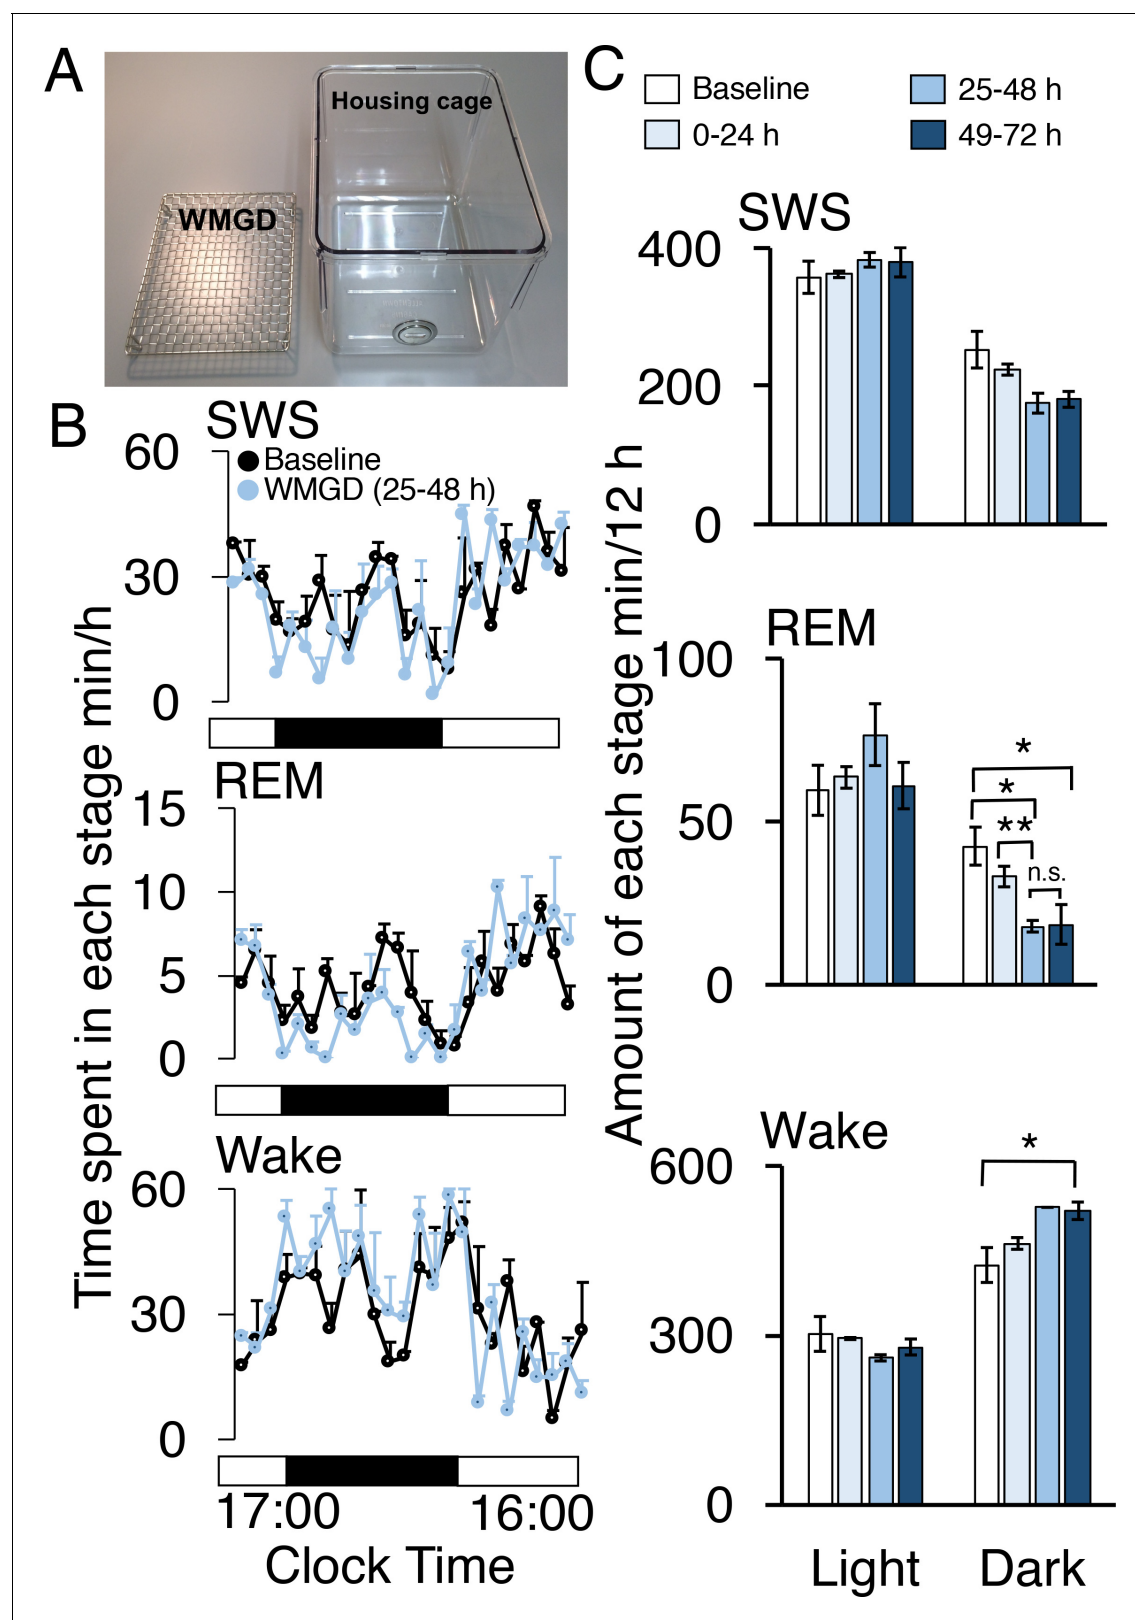 A
Housing cage
WMGD
B
SWS
60
30
0
Baseline
WMGD (25-48 h)
REM
15
10
5
0
Wake
60
30
0
17:00
16:00
Clock Time
Time spent in each stage min/h
C
Baseline
0-24 h
25-48 h
49-72 h
SWS
400
200
0
REM
100
50
0
*
*
**
n.s.
Wake
600
300
0
*
Light
Dark
Amount of each stage min/12 h